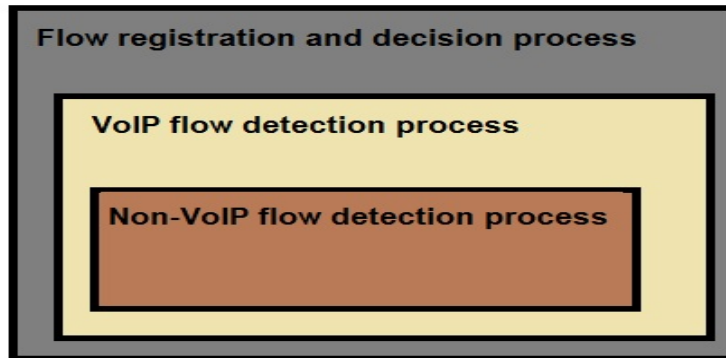 Flow registration and decision process
VoIP flow detection process
Non-VoIP flow detection process